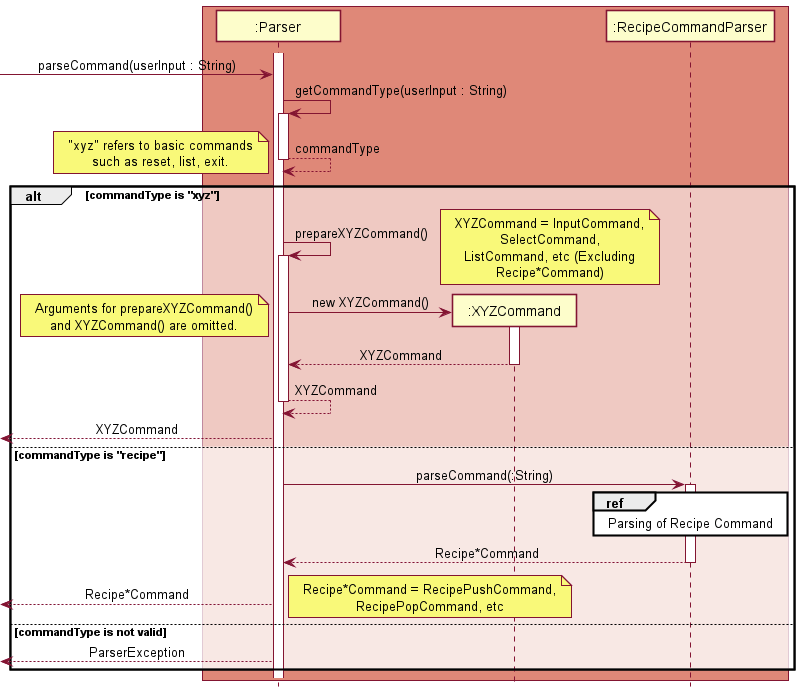 :Parser
:RecipeCommandParser
parseCommand(userInput : String)
getCommandType(userInput : String)
"xyz" refers to basic commands
such as reset, list, exit.
commandType
alt
[commandType is "xyz"]
prepareXYZCommand()
XYZCommand = InputCommand,
SelectCommand,
ListCommand, etc (Excluding
Recipe*Command)
Arguments for prepareXYZCommand()
and XYZCommand() are omitted.
new XYZCommand()
:XYZCommand
XYZCommand
XYZCommand
XYZCommand
[commandType is "recipe"]
parseCommand(:String)
ref
Parsing of Recipe Command
Recipe*Command
Recipe*Command = RecipePushCommand,
RecipePopCommand, etc
Recipe*Command
[commandType is not valid]
ParserException